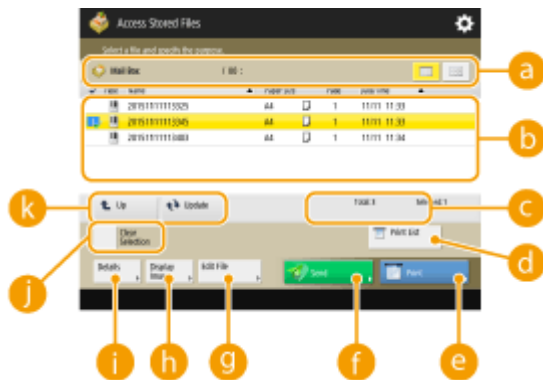 Access Stored Files
Select a file and specify the purpose.
Mail Box
a
Type Name Paper Size Page Date/Time
20151111113325 A4 1 11/11 11:33
20151111113345 A4 1 11/11 11:33
20151111113403 A4 1 11/11 11:34
b
k Up Update Total:3 Selected:1 c
Clear
Selection
Print List
d
j
Details
Display
Edit File
Send
Print
i h g f e